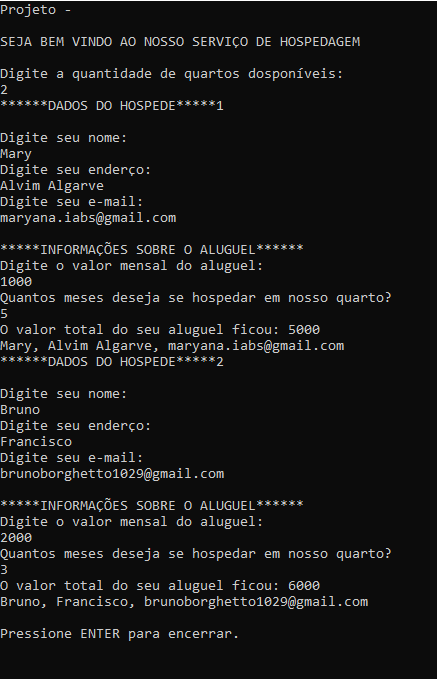 Projeto -
SEJA BEM VINDO AO NOSSO SERVIÇO DE HOSPEDAGEM
Digite a quantidade de quartos dosponíveis:
2
******DADOS DO HOSPEDE*****1
Digite seu nome:
Mary
Digite seu enderço:
Alvim Algarve
Digite seu e-mail:
maryana.iabs@gmail.com
*****INFORMAÇÕES SOBRE O ALUGUEL******
Digite o valor mensal do aluguel:
1000
Quantos meses deseja se hospedar em nosso quarto?
5
O valor total do seu aluguel ficou: 5000
Mary, Alvim Algarve, maryana.iabs@gmail.com
******DADOS DO HOSPEDE*****2
Digite seu nome:
Bruno
Digite seu enderço:
Francisco
Digite seu e-mail:
brunoborghetto1029@gmail.com
*****INFORMAÇÕES SOBRE O ALUGUEL******
Digite o valor mensal do aluguel:
2000
Quantos meses deseja se hospedar em nosso quarto?
3
O valor total do seu aluguel ficou: 6000
Bruno, Francisco, brunoborghetto1029@gmail.com
Pressione ENTER para encerrar.